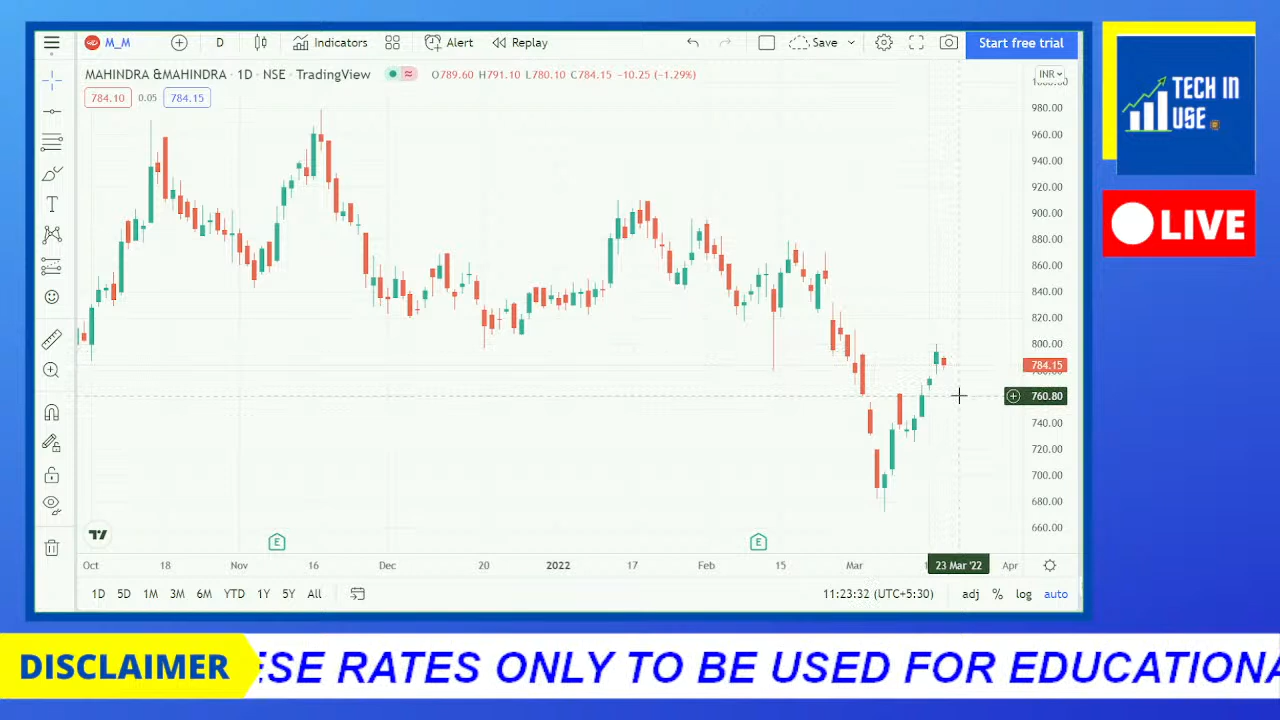 M_M D Indicators Alert Replay Save Start free trial
MAHINDRA &MAHINDRA · 1D · NSE · TradingView O789.60 H791.10 L780.10 C784.15 -10.25 (-1.29%) INR
784.10 0.05 784.15
980.00
960.00
940.00
920.00
900.00
880.00
860.00
840.00
820.00
800.00
784.15
760.80
740.00
720.00
700.00
680.00
660.00
E E
Oct 18 Nov 16 Dec 20 2022 17 Feb 15 Mar 23 Mar '22 Apr
1D 5D 1M 3M 6M YTD 1Y 5Y All 11:23:32 (UTC+5:30) adj % log auto
TECH IN
USE
LIVE
DISCLAIMER ESE RATES ONLY TO BE USED FOR EDUCATIONA